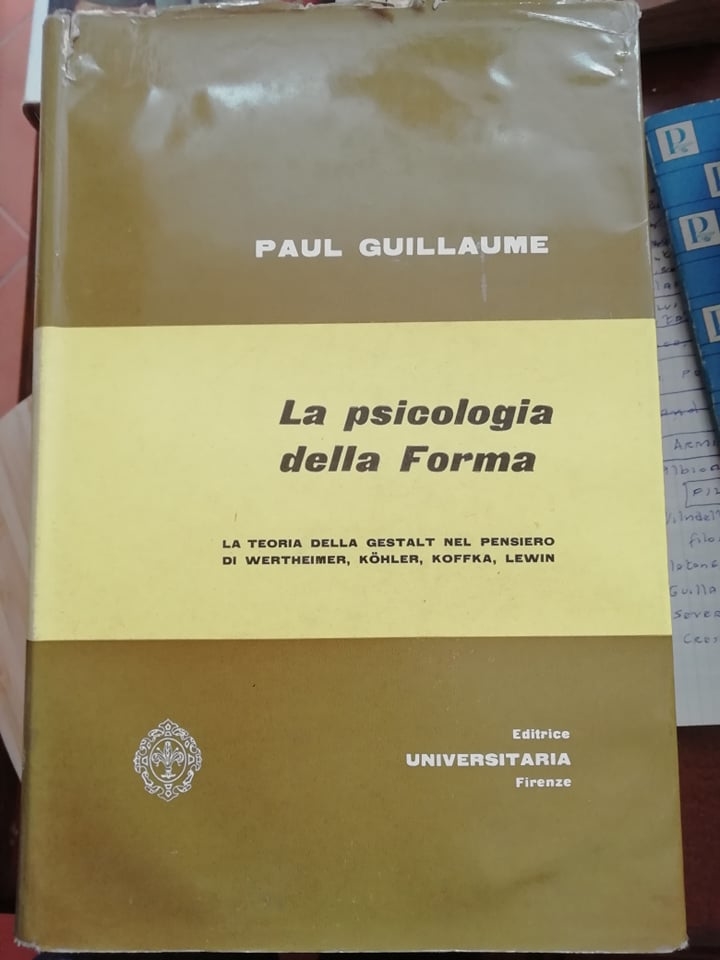 PAUL GUILLAUME
La psicologia
della Forma
LA TEORIA DELLA GESTALT NEL PENSIERO
DI WERTHEIMER, KÖHLER, KOFFKA, LEWIN
Editrice
UNIVERSITARIA
Firenze
P
P